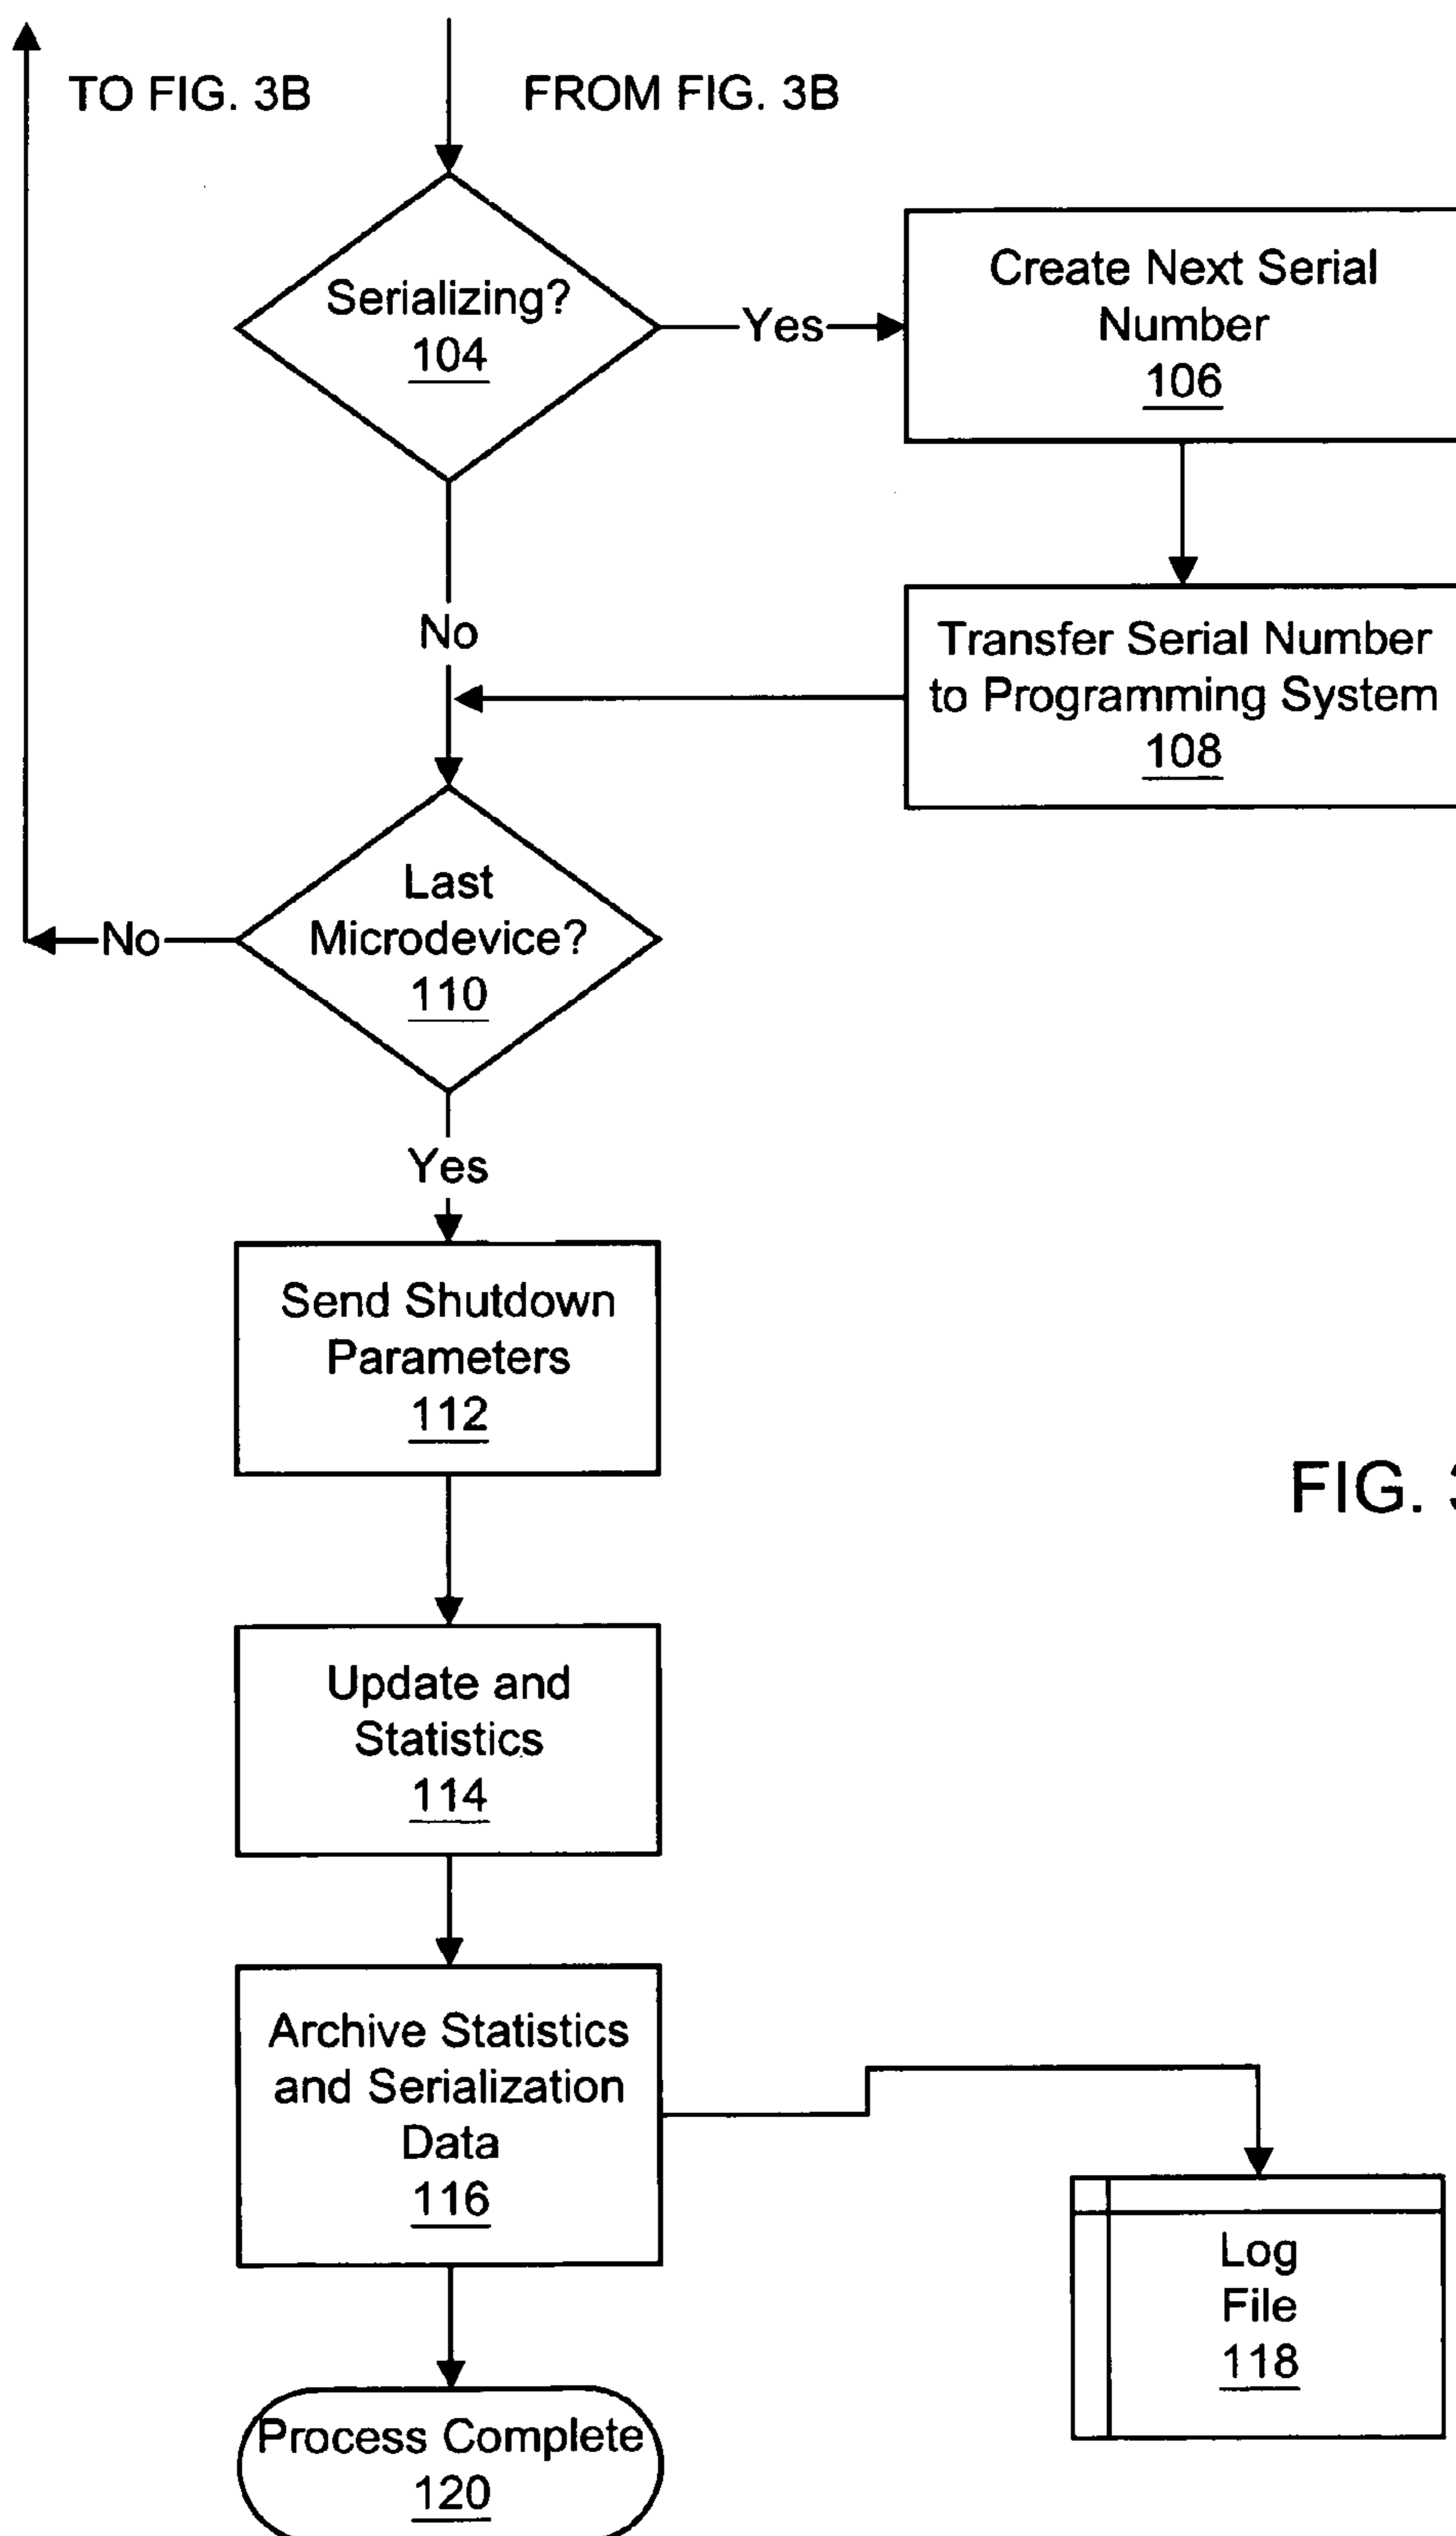 TO FIG. 3B
FROM FIG. 3B
Serializing?
104
Yes
Create Next Serial
Number
106
No
Transfer Serial Number
to Programming System
108
Last
Microdevice?
110
No
Yes
Send Shutdown
Parameters
112
FIG.
Update and
Statistics
114
Archive Statistics
and Serialization
Data
116
Log
File
118
Process Complete
120